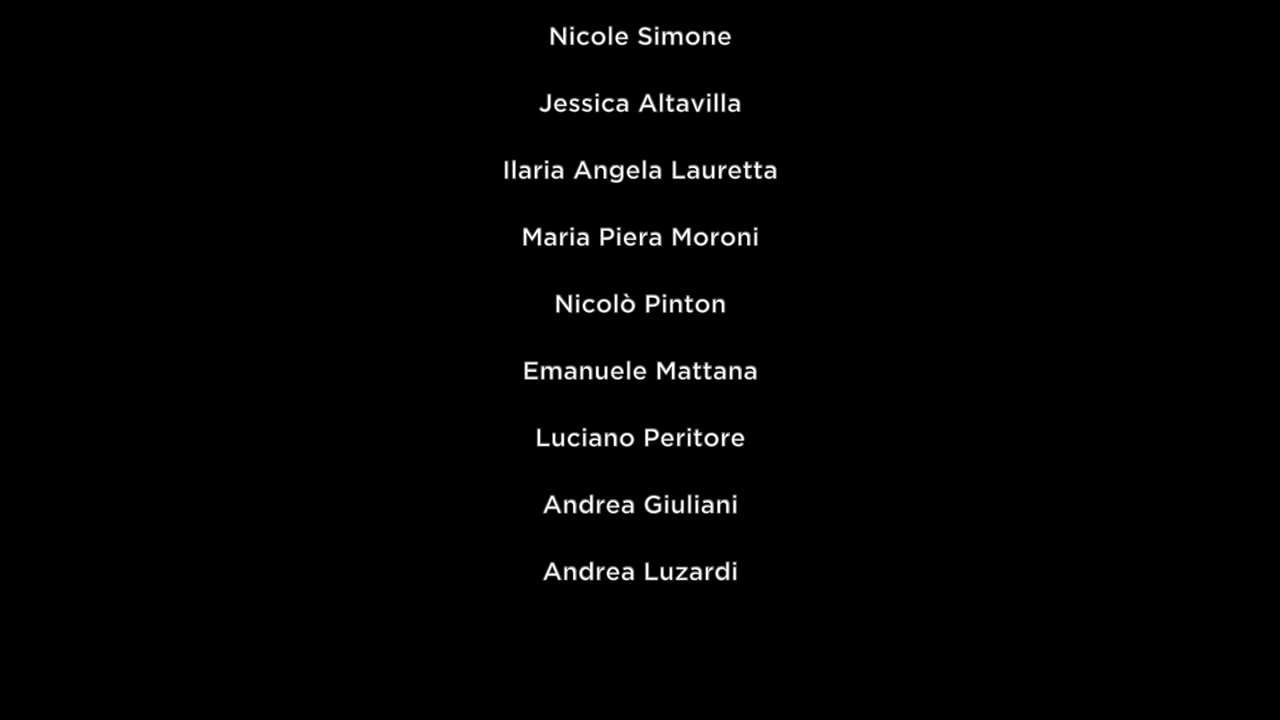 Nicole Simone
Jessica Altavilla
Ilaria Angela Lauretta
Maria Piera Moroni
Nicolò Pinton
Emanuele Mattana
Luciano Peritore
Andrea Giuliani
Andrea Luzardi